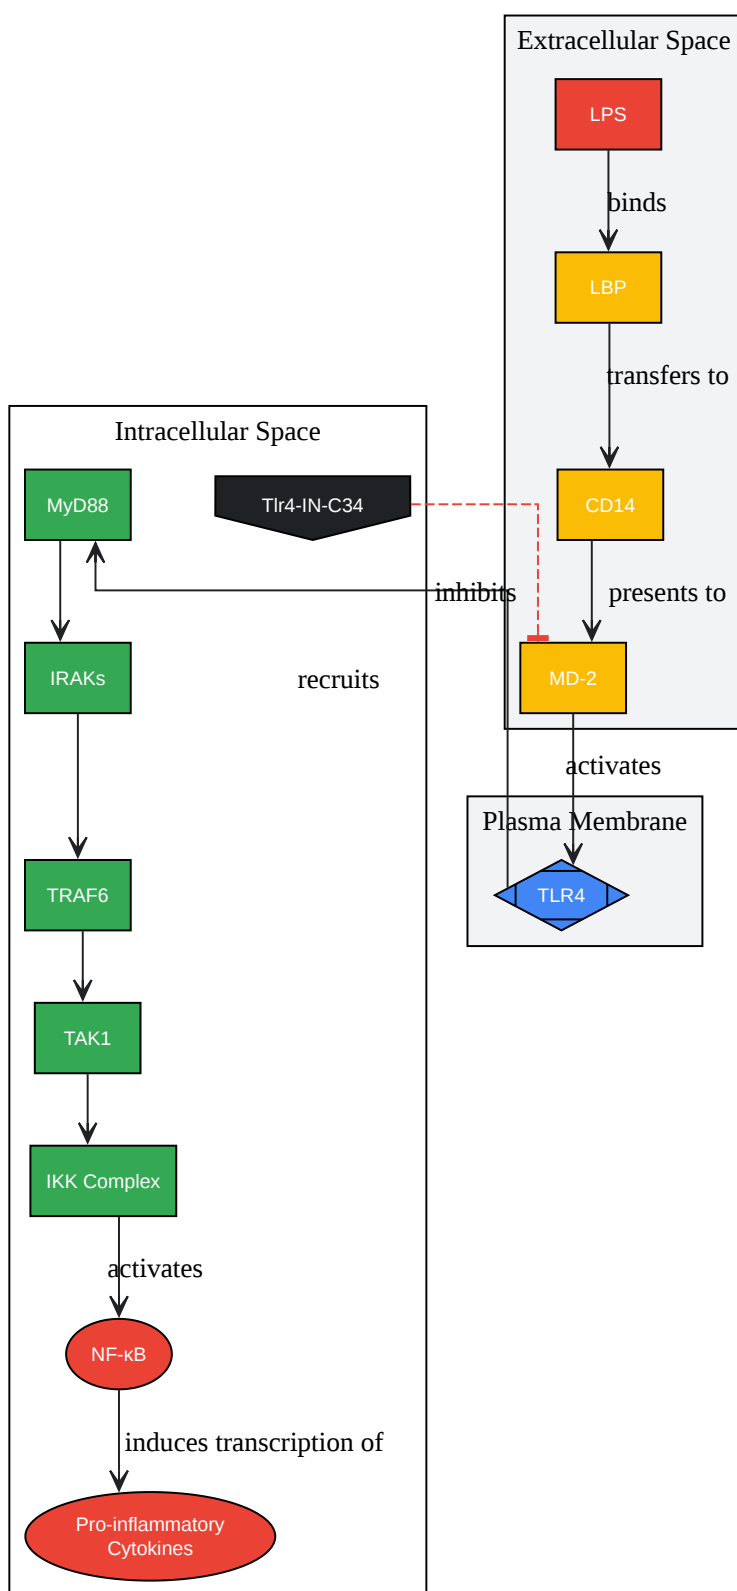 Extracellular Space
LPS
binds
LBP
transfers to
Intracellular Space
MyD88
Tlr4-IN-C34
CD14
inhibits
presents to
IRAKs
recruits
MD-2
activates
Plasma Membrane
TRAF6
TLR4
TAK1
IKK Complex
activates
NF-κB
induces transcription of
Pro-inflammatory
Cytokines